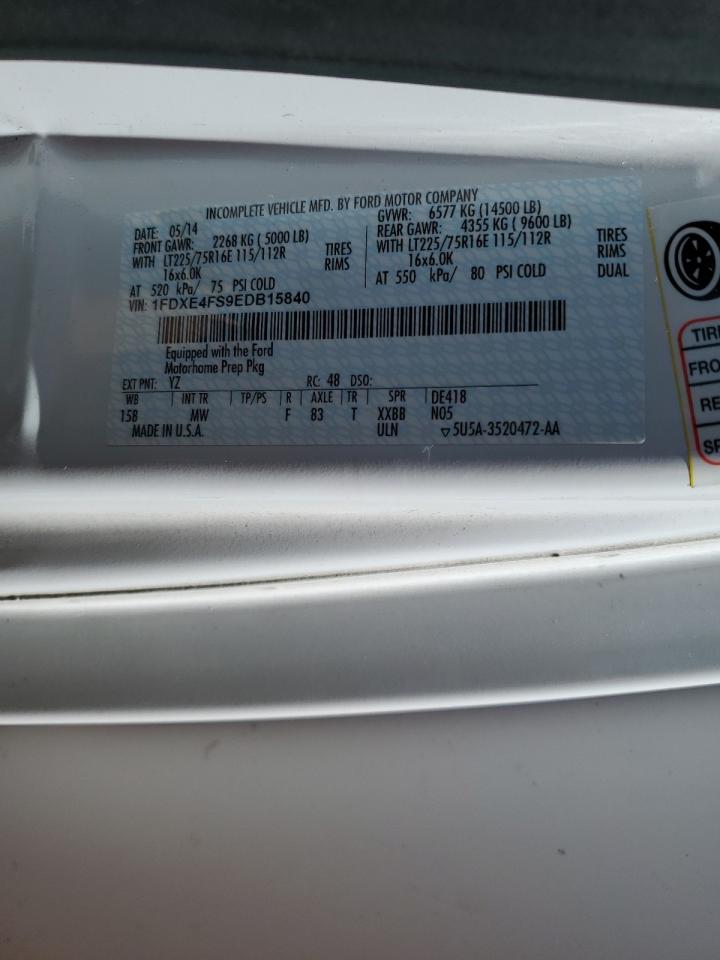 INCOMPLETE VEHICLE MFD. BY FORD MOTOR COMPANY
DATE: 05/14 GVWR: 6577 KG (14500 LB)
FRONT GAWR: 2268 KG ( 5000 LB) REAR GAWR: 4355 KG ( 9600 LB)
WITH LT225/75R16E 115/112R TIRES WITH LT225/75R16E 115/112R TIRES
16x6.0K RIMS 16x6.0K RIMS
AT 520 kPa/ 75 PSI COLD AT 550 kPa/ 80 PSI COLD DUAL
VIN: 1FDXE4FS9EDB15840
Equipped with the Ford
Motorhome Prep Pkg
EXT PNT: YZ RC: 48 DSO:
WB INT TR TP/PS R AXLE TR SPR DE418
158 MW F 83 T XXBB N05
MADE IN U.S.A. ULN ▽5U5A-3520472-AA
TIR
FRO
RE
SP